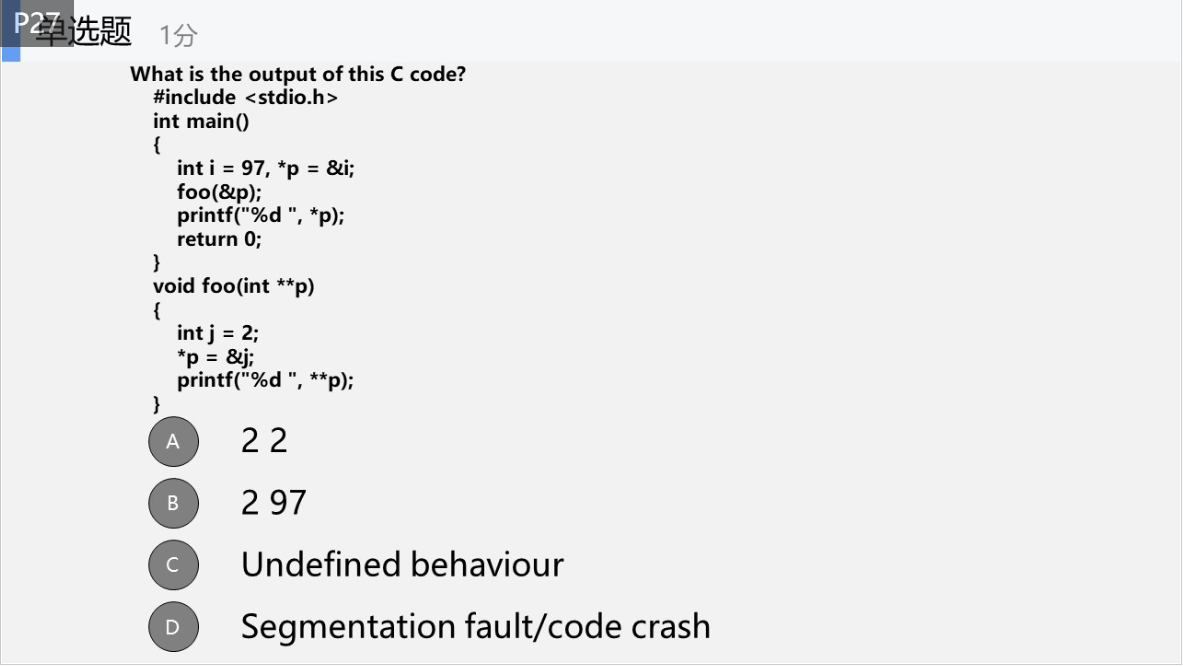 P27
单选题 1分
What is the output of this C code?
#include <stdio.h>
int main()
{
int i = 97, *p = &i;
foo(&p);
printf("%d ", *p);
return 0;
}
void foo(int **p)
{
int j = 2;
*p = &j;
printf("%d ", **p);
}
A 2 2
B 2 97
C Undefined behaviour
D Segmentation fault/code crash